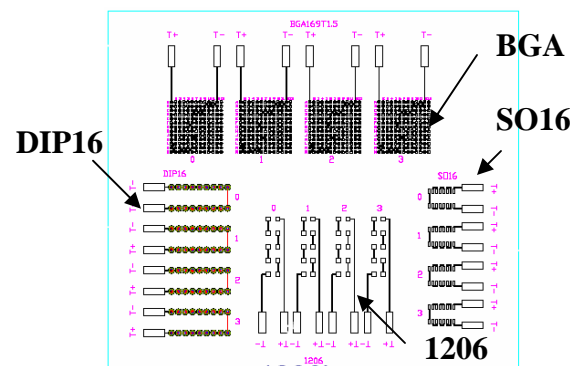 BGA169T1.5
T+ T- T+ T- T+ T- T+ T-
BGA
SO16
DIP16
0 1 2 3
DIP16
SO16
T-
T+
T-
T+
T-
T+
T-
T+
0
1
2
3
0 1 2 3
0
1
2
3
T-
T+
T-
T+
T-
T+
T-
T+
T- T+ T- T+ T- T+ T- T+
1206
1206